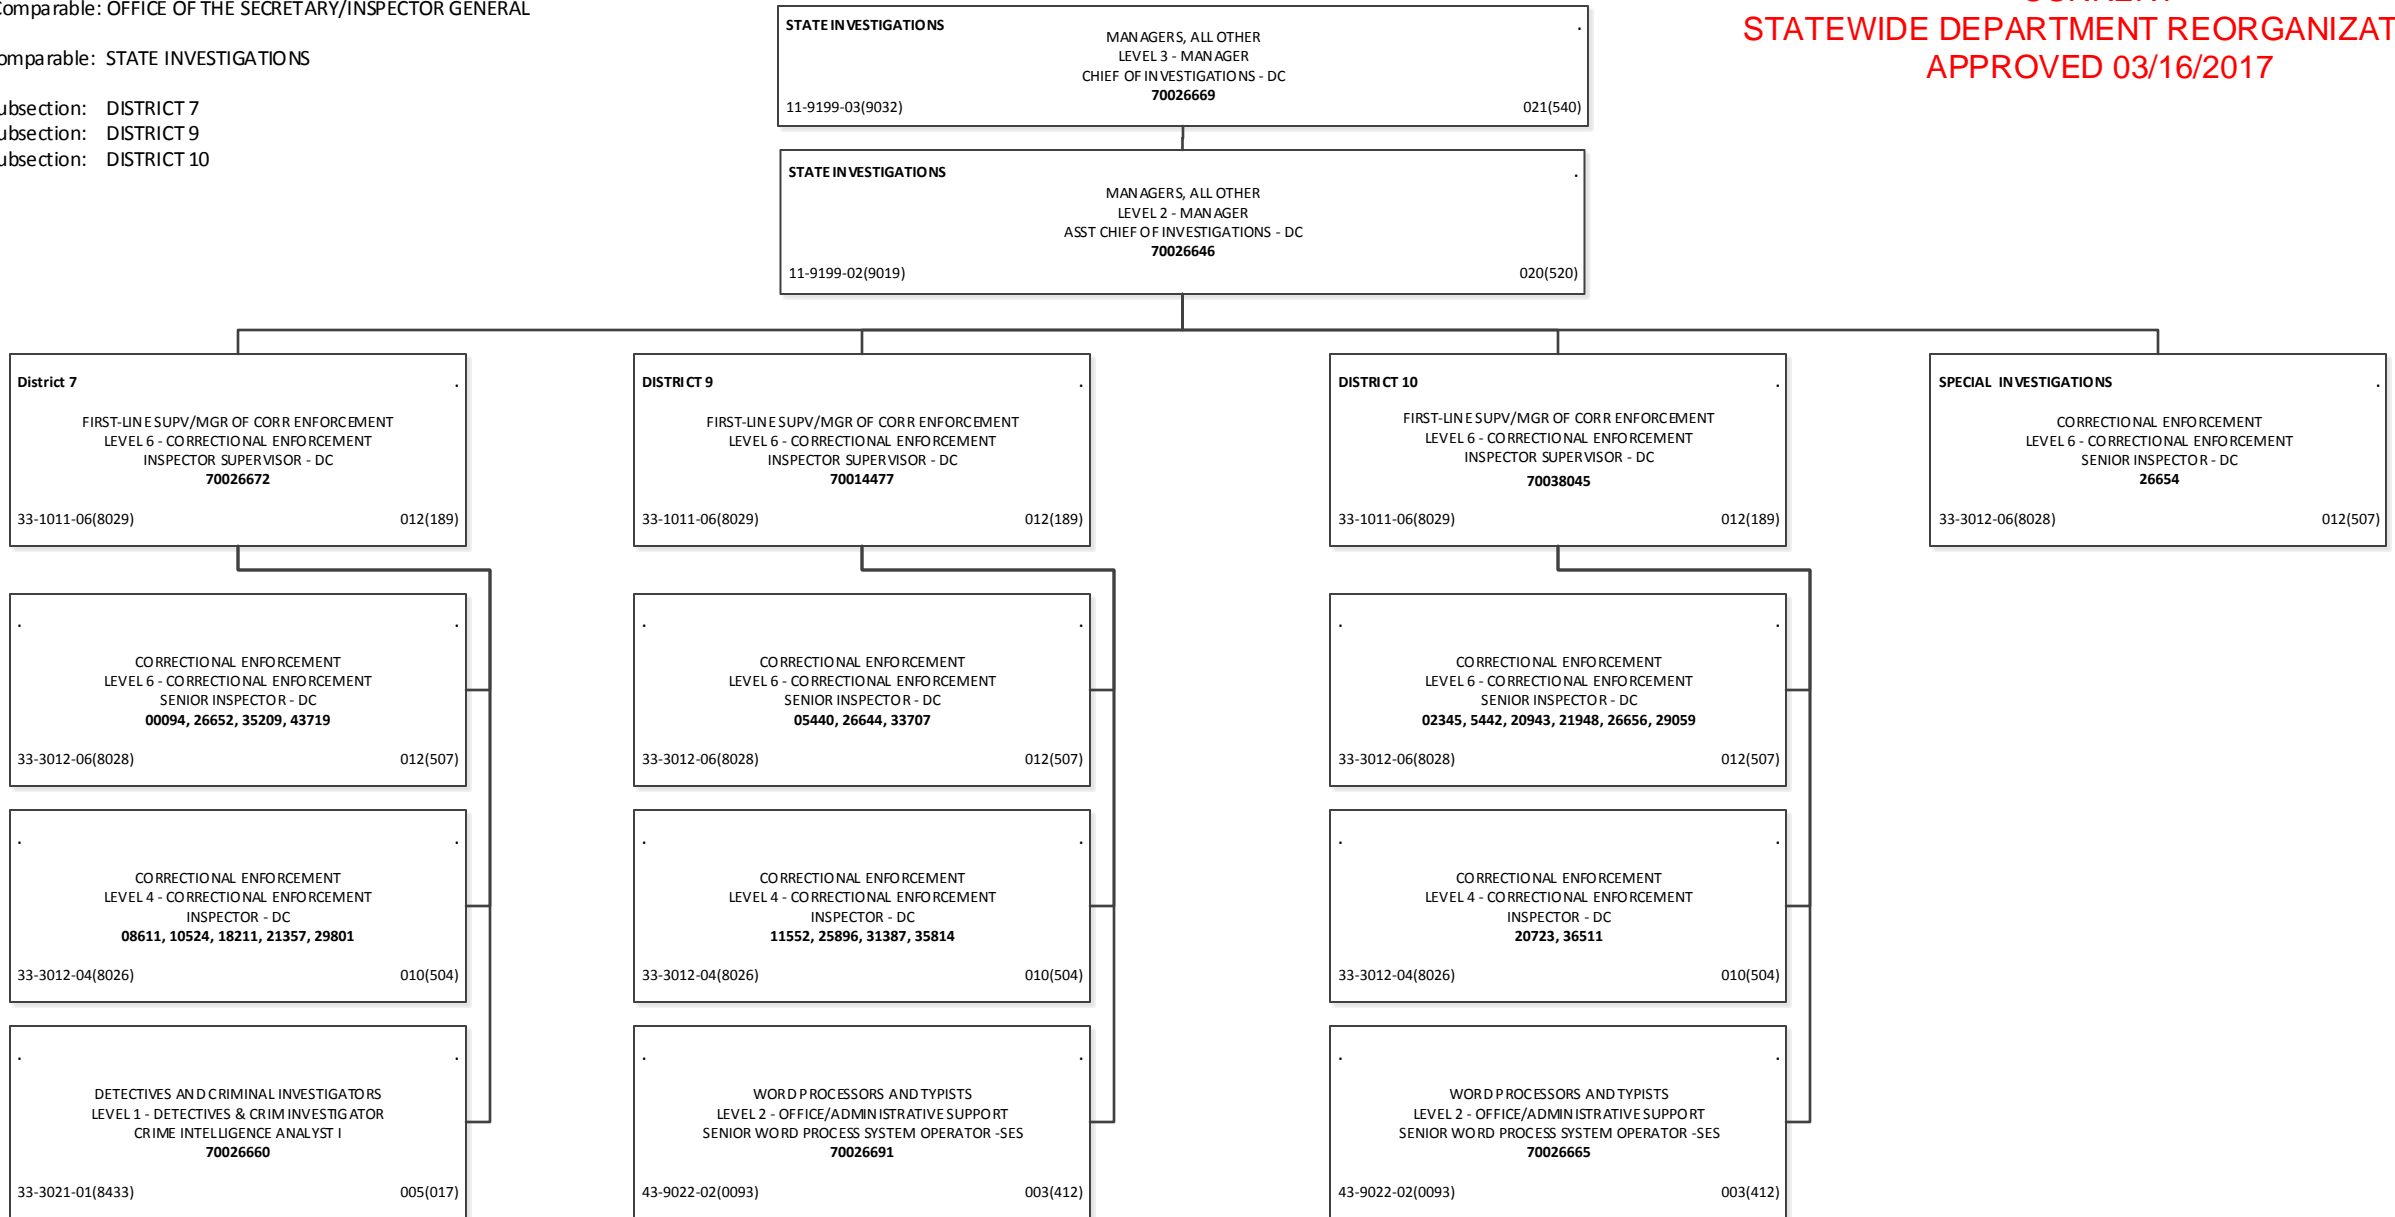 Comparable: OFFICE OF THE SECRETARY/INSPECTOR GENERAL
omparable: STATE INVESTIGATIONS
ubsection: DISTRICT 7
ubsection: DISTRICT 9
ubsection: DISTRICT 10
STATEWIDE DEPARTMENT REORGANIZAT
APPROVED 03/16/2017
STATE INVESTIGATIONS .
MANAGERS, ALL OTHER
LEVEL 3 - MANAGER
CHIEF OF INVESTIGATIONS - DC
70026669
11-9199-03(9032) 021(540)
STATE INVESTIGATIONS .
MANAGERS, ALL OTHER
LEVEL 2 - MANAGER
ASST CHIEF OF INVESTIGATIONS - DC
70026646
11-9199-02(9019) 020(520)
District 7 .
FIRST-LINE SUPV/MGR OF CORR ENFORCEMENT
LEVEL 6 - CORRECTIONAL ENFORCEMENT
INSPECTOR SUPERVISOR - DC
70026672
33-1011-06(8029) 012(189)
DISTRICT 9 .
FIRST-LINE SUPV/MGR OF CORR ENFORCEMENT
LEVEL 6 - CORRECTIONAL ENFORCEMENT
INSPECTOR SUPERVISOR - DC
70014477
33-1011-06(8029) 012(189)
DISTRICT 10 .
FIRST-LINE SUPV/MGR OF CORR ENFORCEMENT
LEVEL 6 - CORRECTIONAL ENFORCEMENT
INSPECTOR SUPERVISOR - DC
70038045
33-1011-06(8029) 012(189)
SPECIAL INVESTIGATIONS .
CORRECTIONAL ENFORCEMENT
LEVEL 6 - CORRECTIONAL ENFORCEMENT
SENIOR INSPECTOR - DC
26654
33-3012-06(8028) 012(507)
. .
CORRECTIONAL ENFORCEMENT
LEVEL 6 - CORRECTIONAL ENFORCEMENT
SENIOR INSPECTOR - DC
00094, 26652, 35209, 43719
33-3012-06(8028) 012(507)
. .
CORRECTIONAL ENFORCEMENT
LEVEL 6 - CORRECTIONAL ENFORCEMENT
SENIOR INSPECTOR - DC
05440, 26644, 33707
33-3012-06(8028) 012(507)
. .
CORRECTIONAL ENFORCEMENT
LEVEL 6 - CORRECTIONAL ENFORCEMENT
SENIOR INSPECTOR - DC
02345, 5442, 20943, 21948, 26656, 29059
33-3012-06(8028) 012(507)
. .
CORRECTIONAL ENFORCEMENT
LEVEL 4 - CORRECTIONAL ENFORCEMENT
INSPECTOR - DC
08611, 10524, 18211, 21357, 29801
33-3012-04(8026) 010(504)
. .
CORRECTIONAL ENFORCEMENT
LEVEL 4 - CORRECTIONAL ENFORCEMENT
INSPECTOR - DC
11552, 25896, 31387, 35814
33-3012-04(8026) 010(504)
. .
CORRECTIONAL ENFORCEMENT
LEVEL 4 - CORRECTIONAL ENFORCEMENT
INSPECTOR - DC
20723, 36511
33-3012-04(8026) 010(504)
. .
DETECTIVES AND CRIMINAL INVESTIGATORS
LEVEL 1 - DETECTIVES & CRIM INVESTIGATOR
CRIME INTELLIGENCE ANALYST I
70026660
33-3021-01(8433) 005(017)
. .
WORD PROCESSORS AND TYPISTS
LEVEL 2 - OFFICE/ADMINISTRATIVE SUPPORT
SENIOR WORD PROCESS SYSTEM OPERATOR -SES
70026691
43-9022-02(0093) 003(412)
. .
WORD PROCESSORS AND TYPISTS
LEVEL 2 - OFFICE/ADMINISTRATIVE SUPPORT
SENIOR WORD PROCESS SYSTEM OPERATOR -SES
70026665
43-9022-02(0093) 003(412)